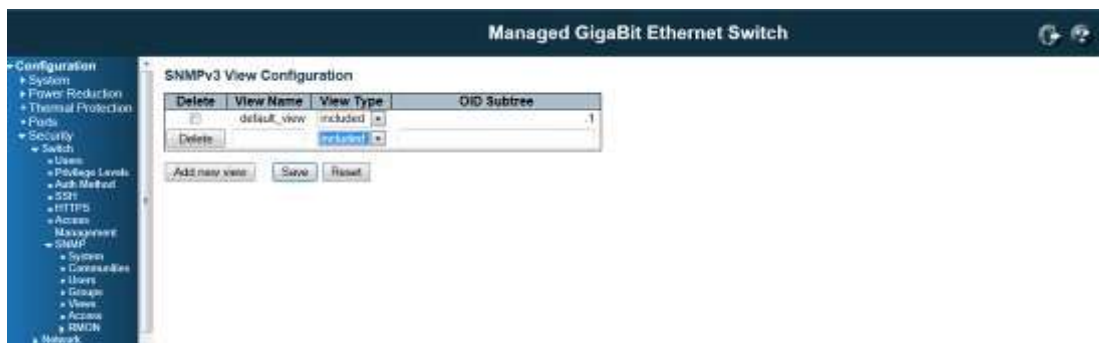 Managed GigaBit Ethernet Switch
Configuration
System
Power Reduction
Thermal Protection
Ports
Security
Switch
Users
Privilege Levels
Auth Method
SSH
HTTPS
Access
Management
SNMP
System
Communities
Users
Groups
Views
Access
RMON
Network
SNMPv3 View Configuration
Delete View Name View Type OID Subtree
default_view included .1
Delete included
Add new view Save Reset